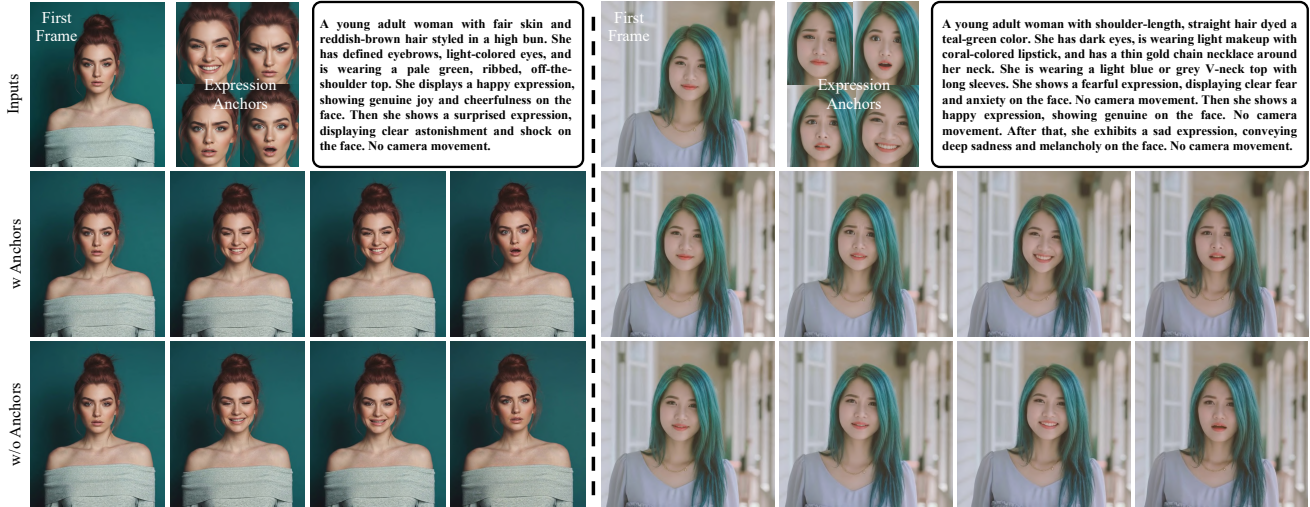 Inputs
First
Frame
Expression
Anchors
A young adult woman with fair skin and
reddish-brown hair styled in a high bun. She
has defined eyebrows, light-colored eyes, and
is wearing a pale green, ribbed, off-the-
shoulder top. She displays a happy expression,
showing genuine joy and cheerfulness on the
face. Then she shows a surprised expression,
displaying clear astonishment and shock on
the face. No camera movement.
First
Frame
Expression
Anchors
A young adult woman with shoulder-length, straight hair dyed a
teal-green color. She has dark eyes, is wearing light makeup with
coral-colored lipstick, and has a thin gold chain necklace around
her neck. She is wearing a light blue or grey V-neck top with
long sleeves. She shows a fearful expression, displaying clear fear
and anxiety on the face. No camera movement. Then she shows a
happy expression, showing genuine on the face. No camera
movement. After that, she exhibits a sad expression, conveying
deep sadness and melancholy on the face. No camera movement.
w Anchors
w/o Anchors